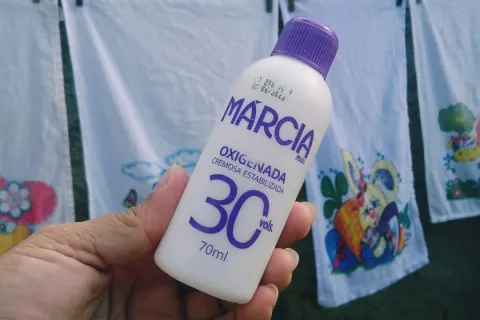 MÁRCIA
OXIGENADA
CREMOSA ESTABILIZADA
30 vols.
70ml